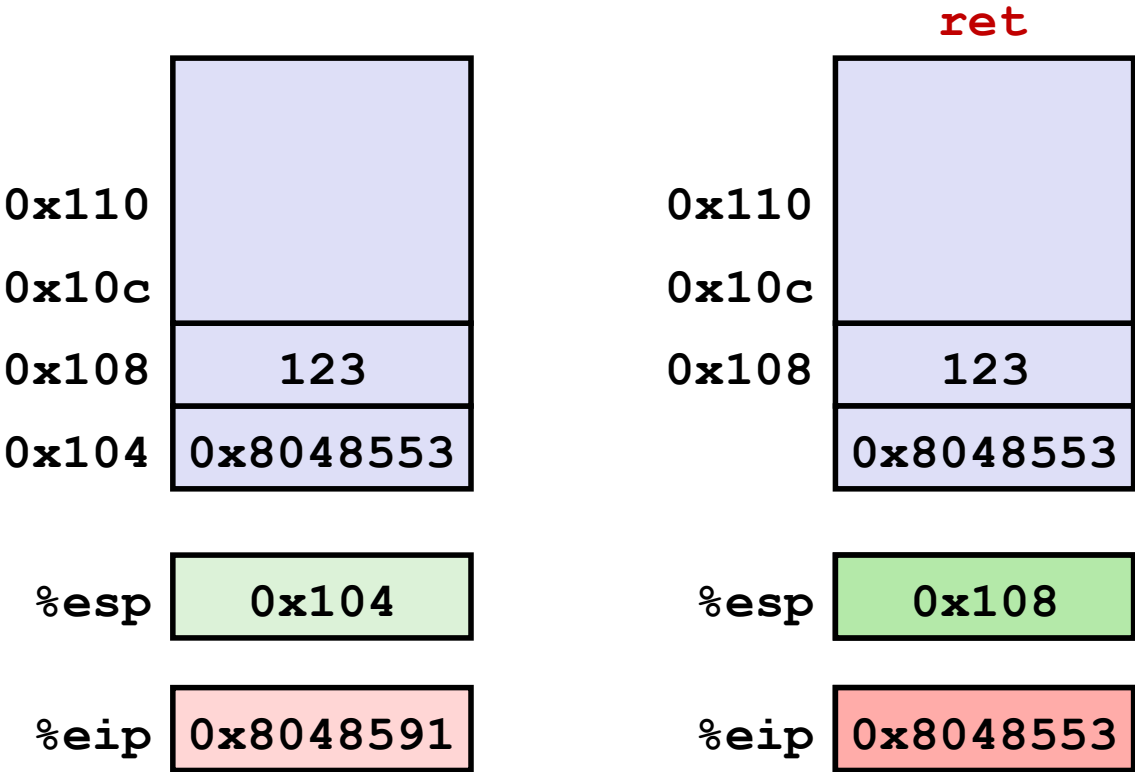 ret
0x110 0x110
0x10c 0x10c
0x108 123 0x108 123
0x104 0x8048553 0x8048553
%esp 0x104 %esp 0x108
%eip 0x8048591 %eip 0x8048553